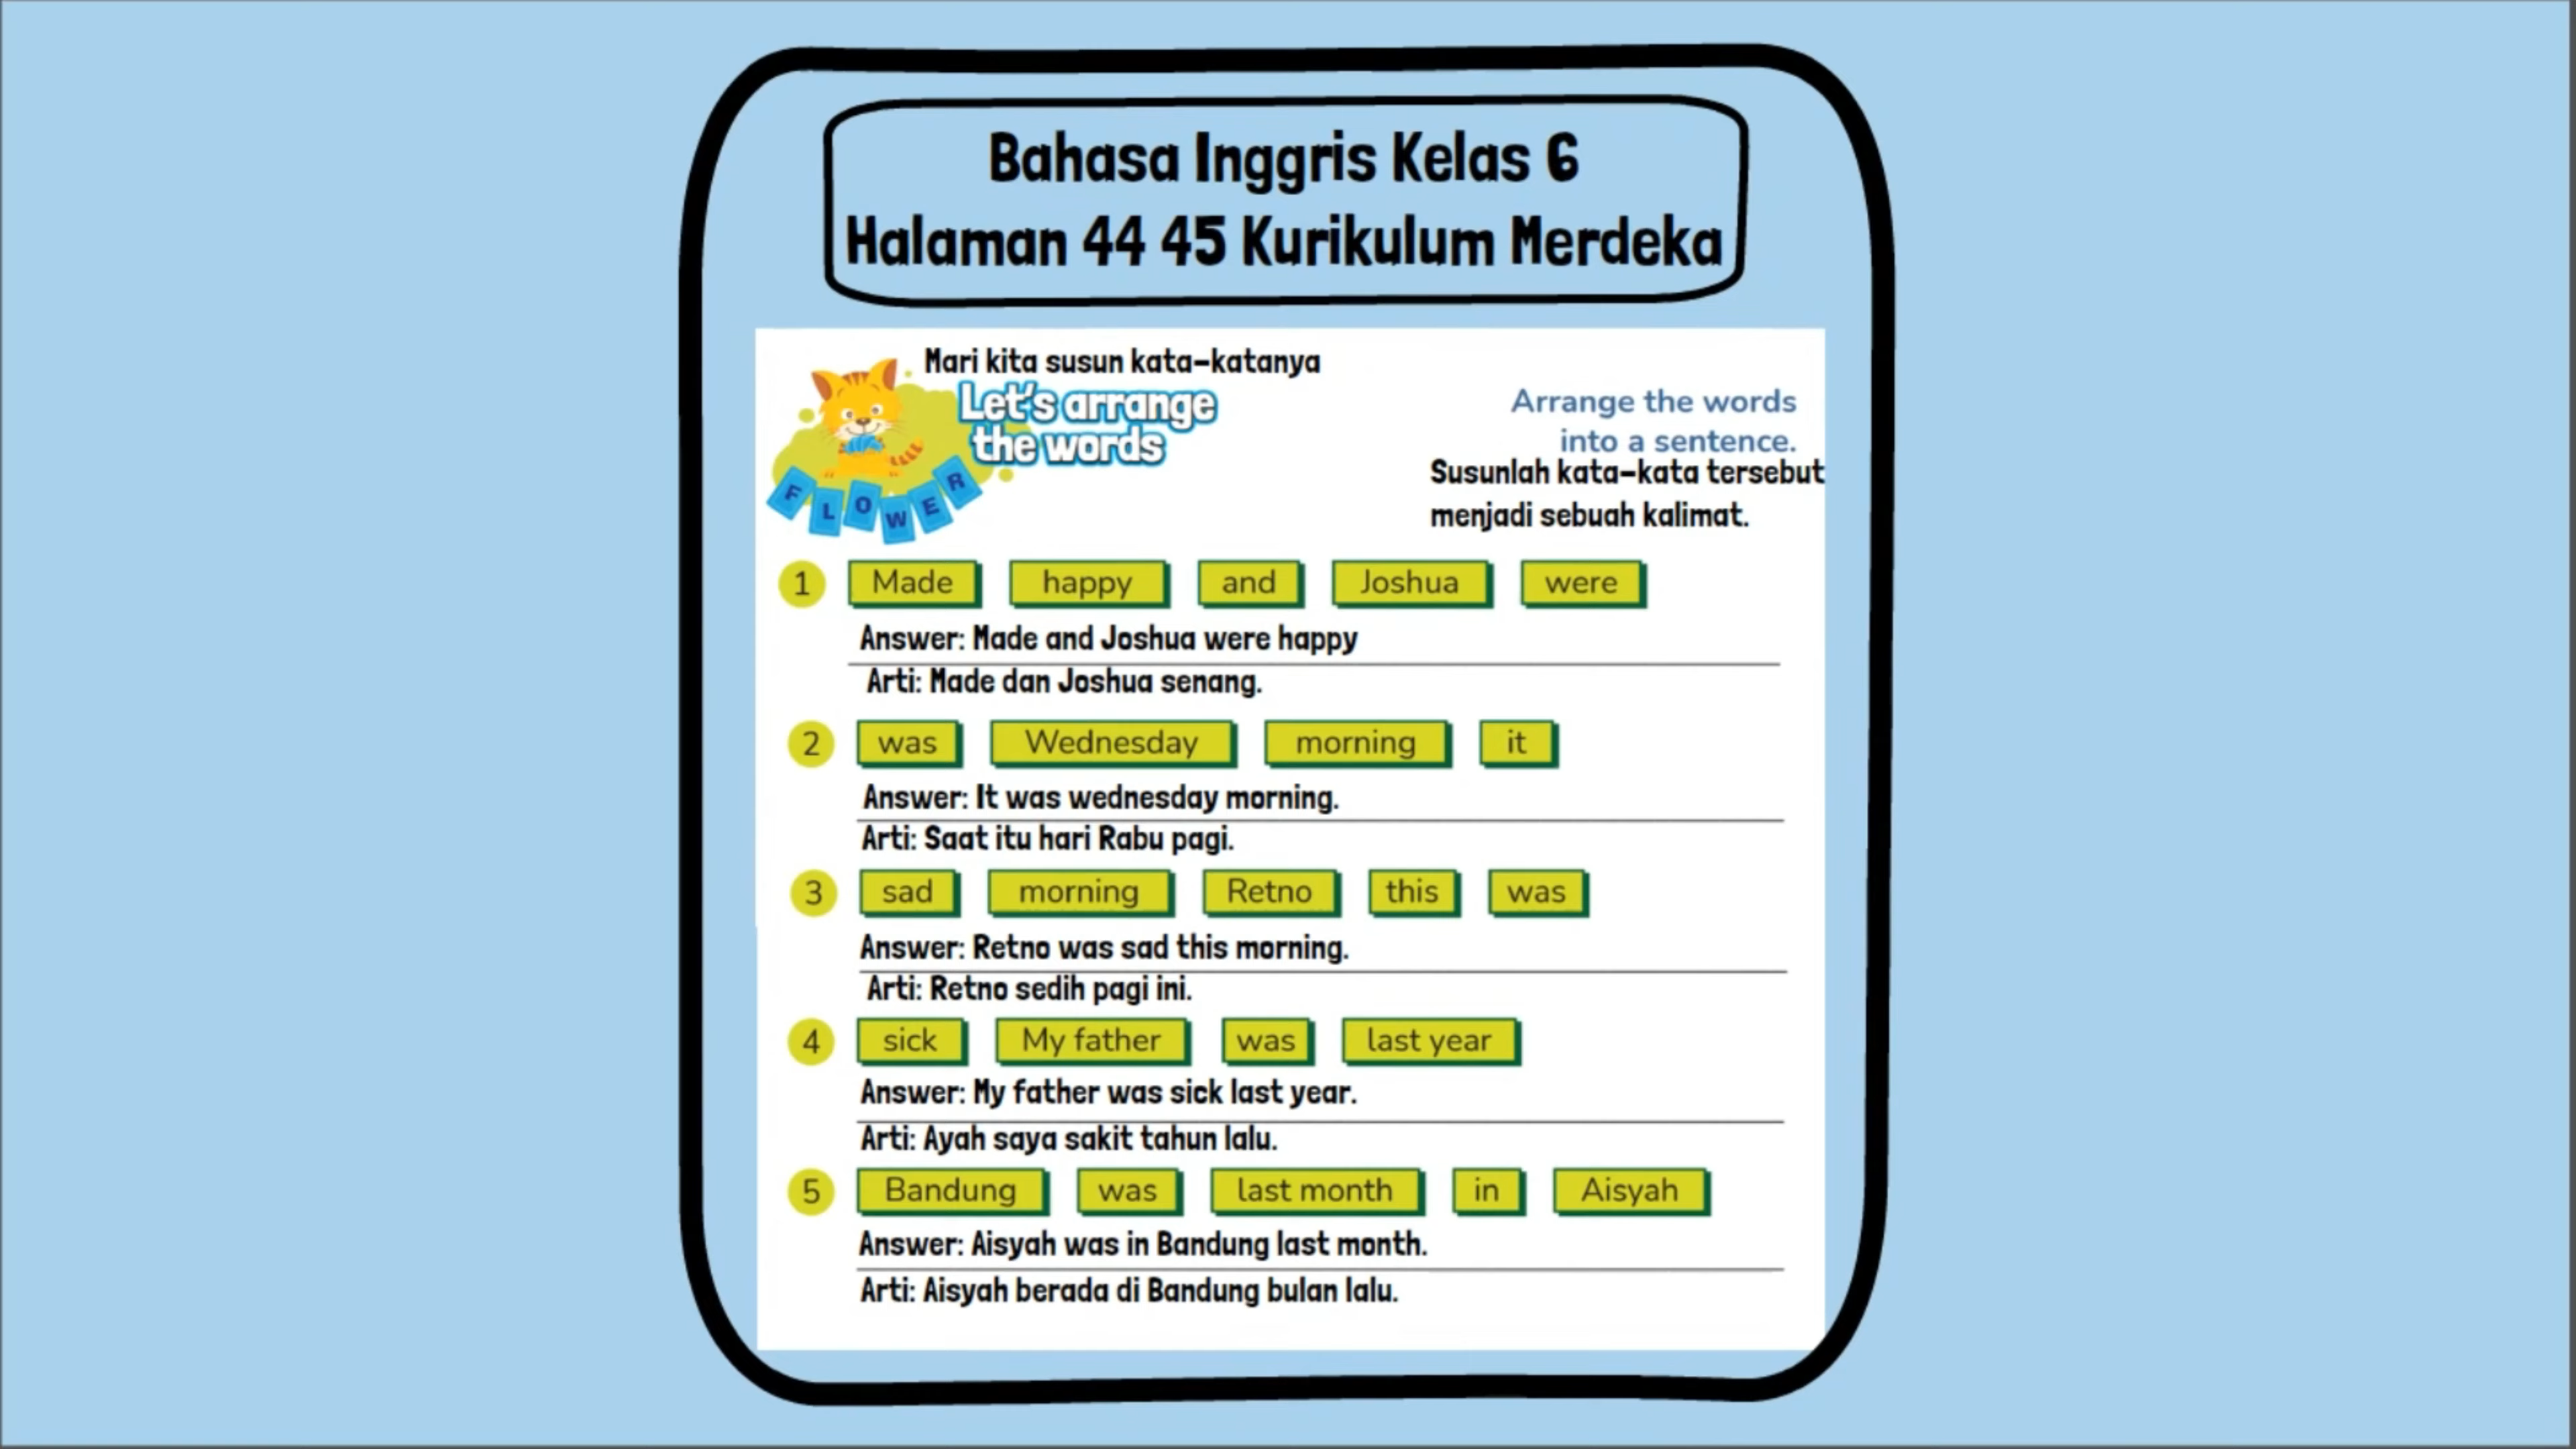 Bahasa Inggris Kelas 6
Halaman 44 45 Kurikulum Merdeka
Mari kita susun kata-katanya
Let's arrange
the words
FLOWER
Arrange the words
into a sentence.
Susunlah kata-kata tersebut
menjadi sebuah kalimat.
1 Made happy and Joshua were
Answer: Made and Joshua were happy
Arti: Made dan Joshua senang.
2 was Wednesday morning it
Answer: It was wednesday morning.
Arti: Saat itu hari Rabu pagi.
3 sad morning Retno this was
Answer: Retno was sad this morning.
Arti: Retno sedih pagi ini.
4 sick My father was last year
Answer: My father was sick last year.
Arti: Ayah saya sakit tahun lalu.
5 Bandung was last month in Aisyah
Answer: Aisyah was in Bandung last month.
Arti: Aisyah berada di Bandung bulan lalu.